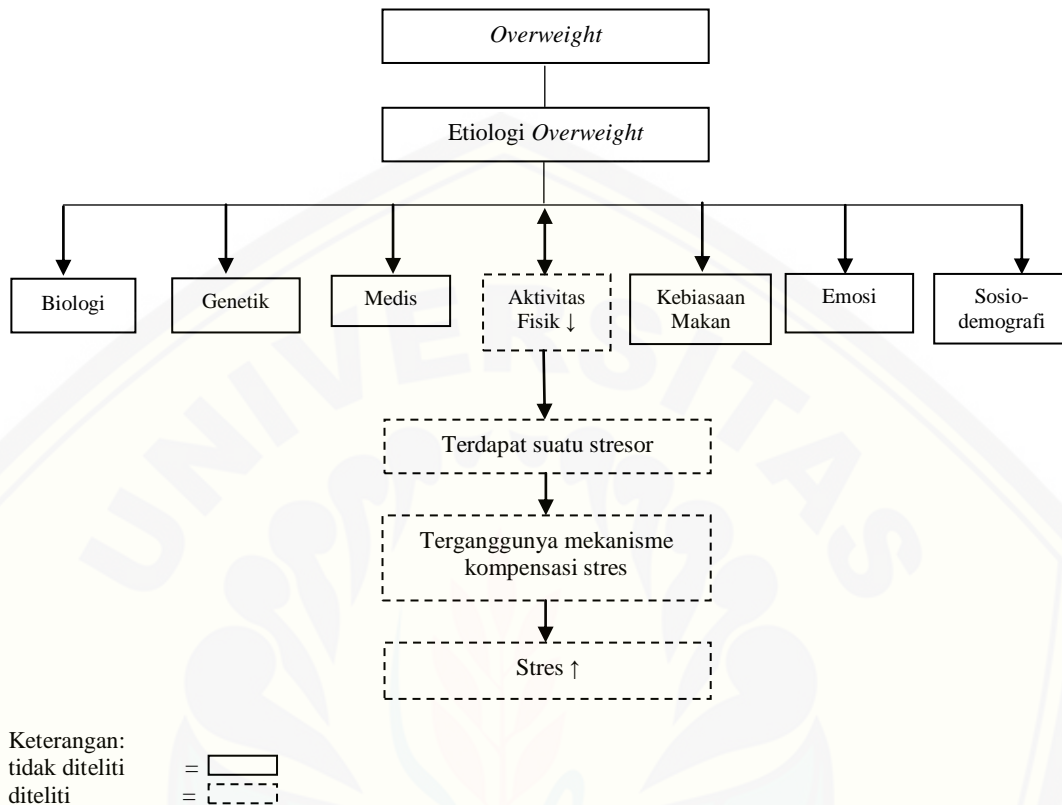 Overweight
Etiologi Overweight
Biologi
Genetik
Medis
Aktivitas
Fisik ↓
Kebiasaan
Makan
Emosi
Sosio-
demografi
Terdapat suatu stresor
Terganggunya mekanisme
kompensasi stres
Stres ↑
Keterangan:
tidak diteliti =
diteliti =
UNIVERSITAS